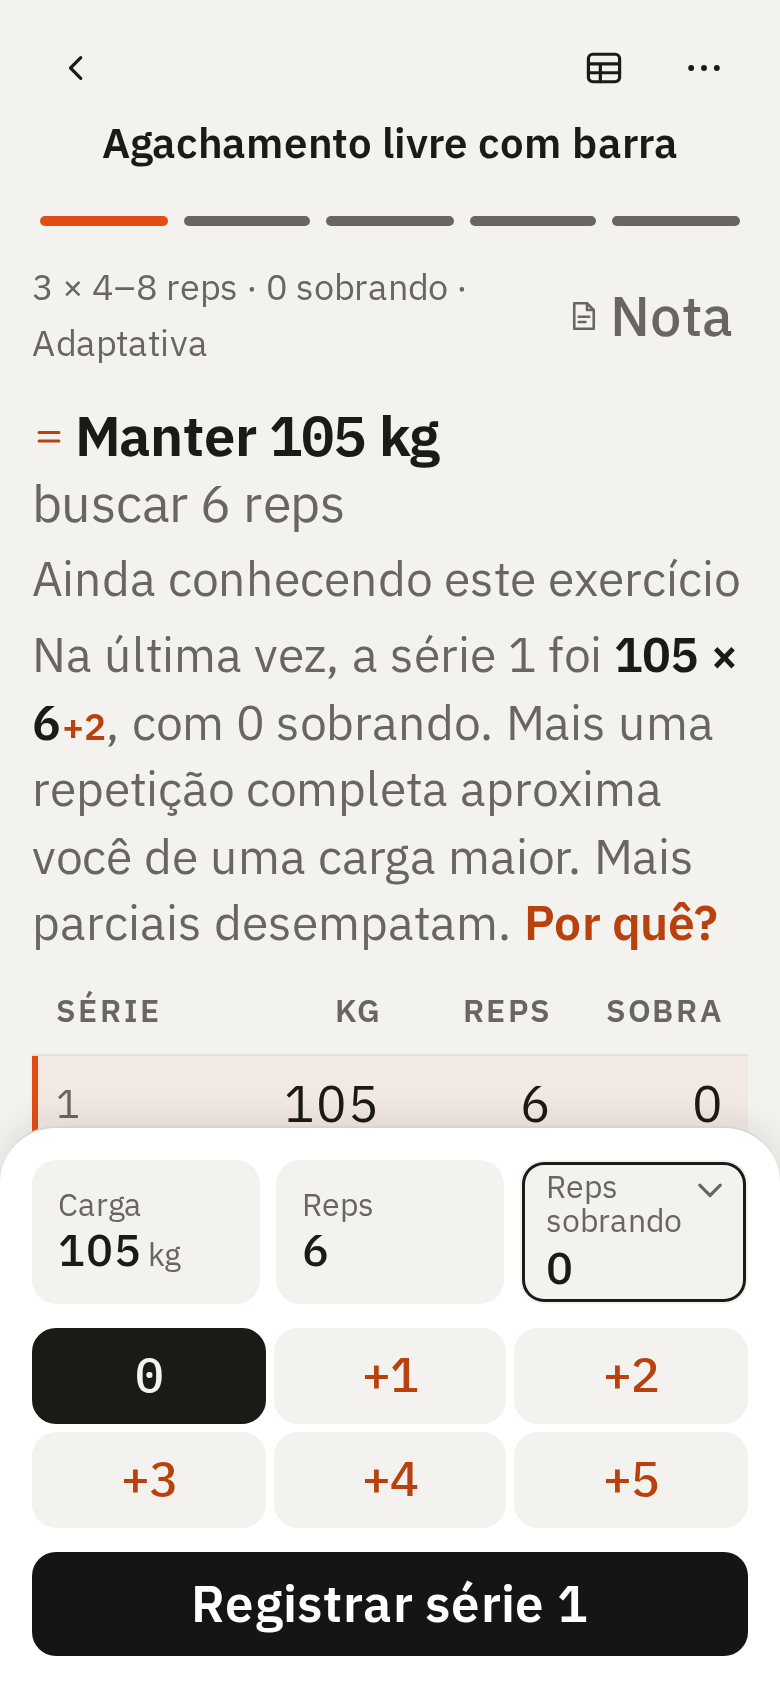 Agachamento livre com barra
3 × 4–8 reps · 0 sobrando ·
Adaptativa
Nota
= Manter 105 kg
buscar 6 reps
Ainda conhecendo este exercício
Na última vez, a série 1 foi 105 ×
6+2, com 0 sobrando. Mais uma
repetição completa aproxima
você de uma carga maior. Mais
parciais desempatam. Por quê?
SÉRIE KG REPS SOBRA
1 105 6 0
Carga
105 kg
Reps
6
Reps
sobrando
0
0 +1 +2
+3 +4 +5
Registrar série 1